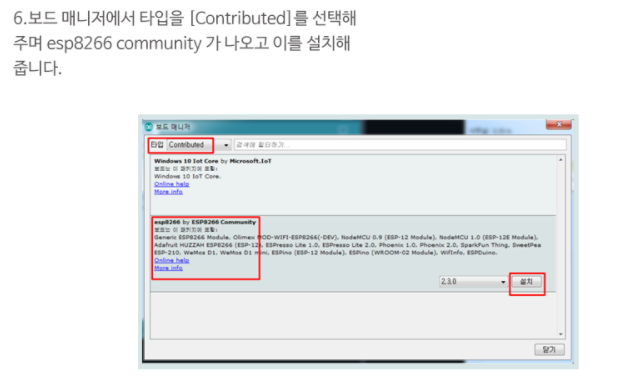 6.보드 매니저에서 타입을 [Contributed]를 선택해
주며 esp8266 community 가 나오고 이를 설치해
줍니다.
보드 매니저
타입 Contributed 검색에 필터하기...
Windows 10 Iot Core by Microsoft.IoT
보드는 이 패키지에 포함:
Windows 10 IoT Core.
Online help
More info
esp8266 by ESP8266 Community
보드는 이 패키지에 포함:
Generic ESP8266 Module, Olimex MOD-WIFI-ESP8266(-DEV), NodeMCU 0.9 (ESP-12 Module), NodeMCU 1.0 (ESP-12E Module),
Adafruit HUZZAH ESP8266 (ESP-12), ESPresso Lite 1.0, ESPresso Lite 2.0, Phoenix 1.0, Phoenix 2.0, SparkFun Thing, SweetPea
ESP-210, WeMos D1, WeMos D1 mini, ESPino (ESP-12 Module), ESPino (WROOM-02 Module), WifInfo, ESPDuino.
Online help
More info
2.3.0 설치
닫기